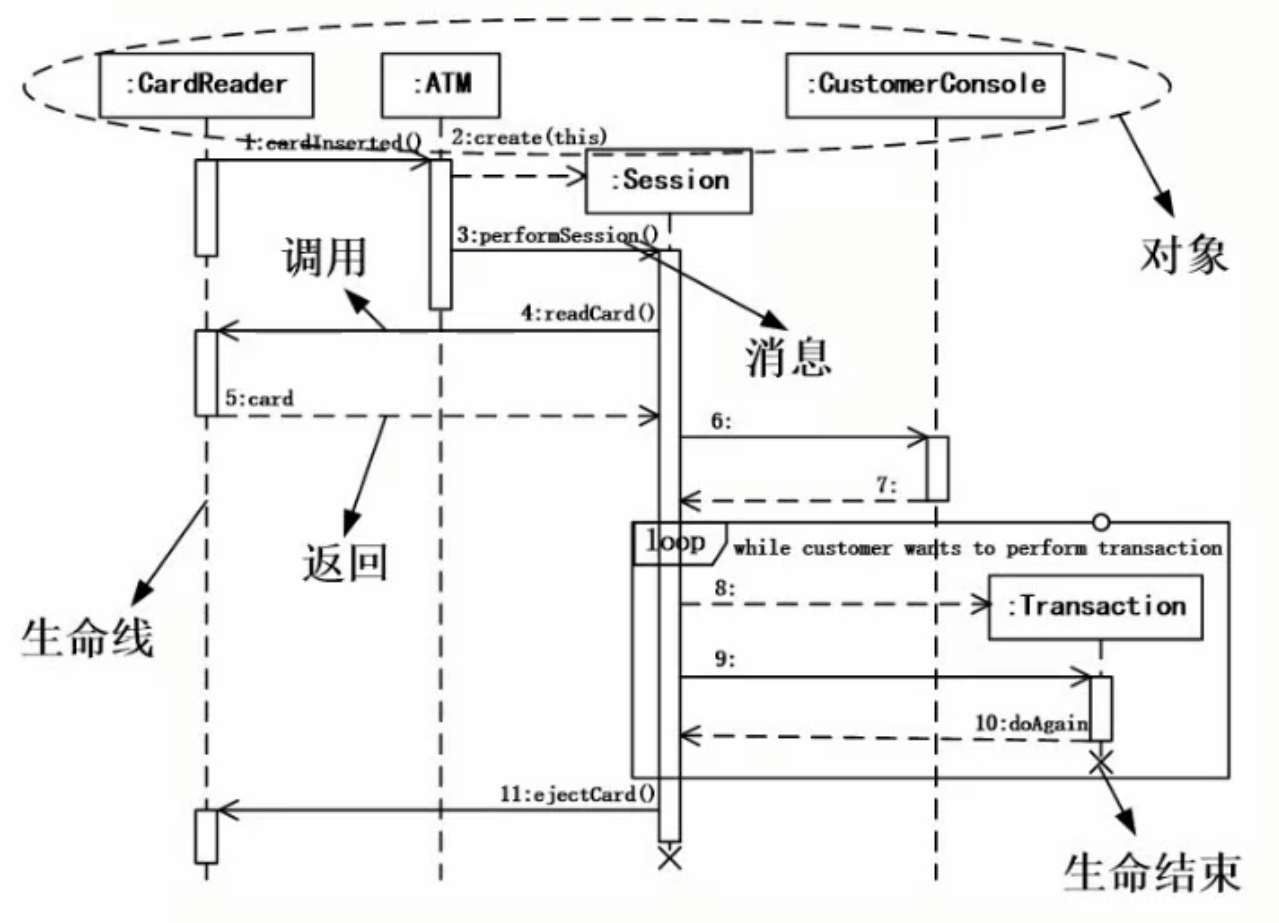 :CardReader
:ATM
:CustomerConsole
1:cardInserted()
2:create(this)
:Session
3:performSession()
对象
调用
4:readCard()
消息
5:card
6:
7:
返回
loop
while customer wants to perform transaction
8:
:Transaction
生命线
9:
10:doAgain
11:ejectCard()
生命结束